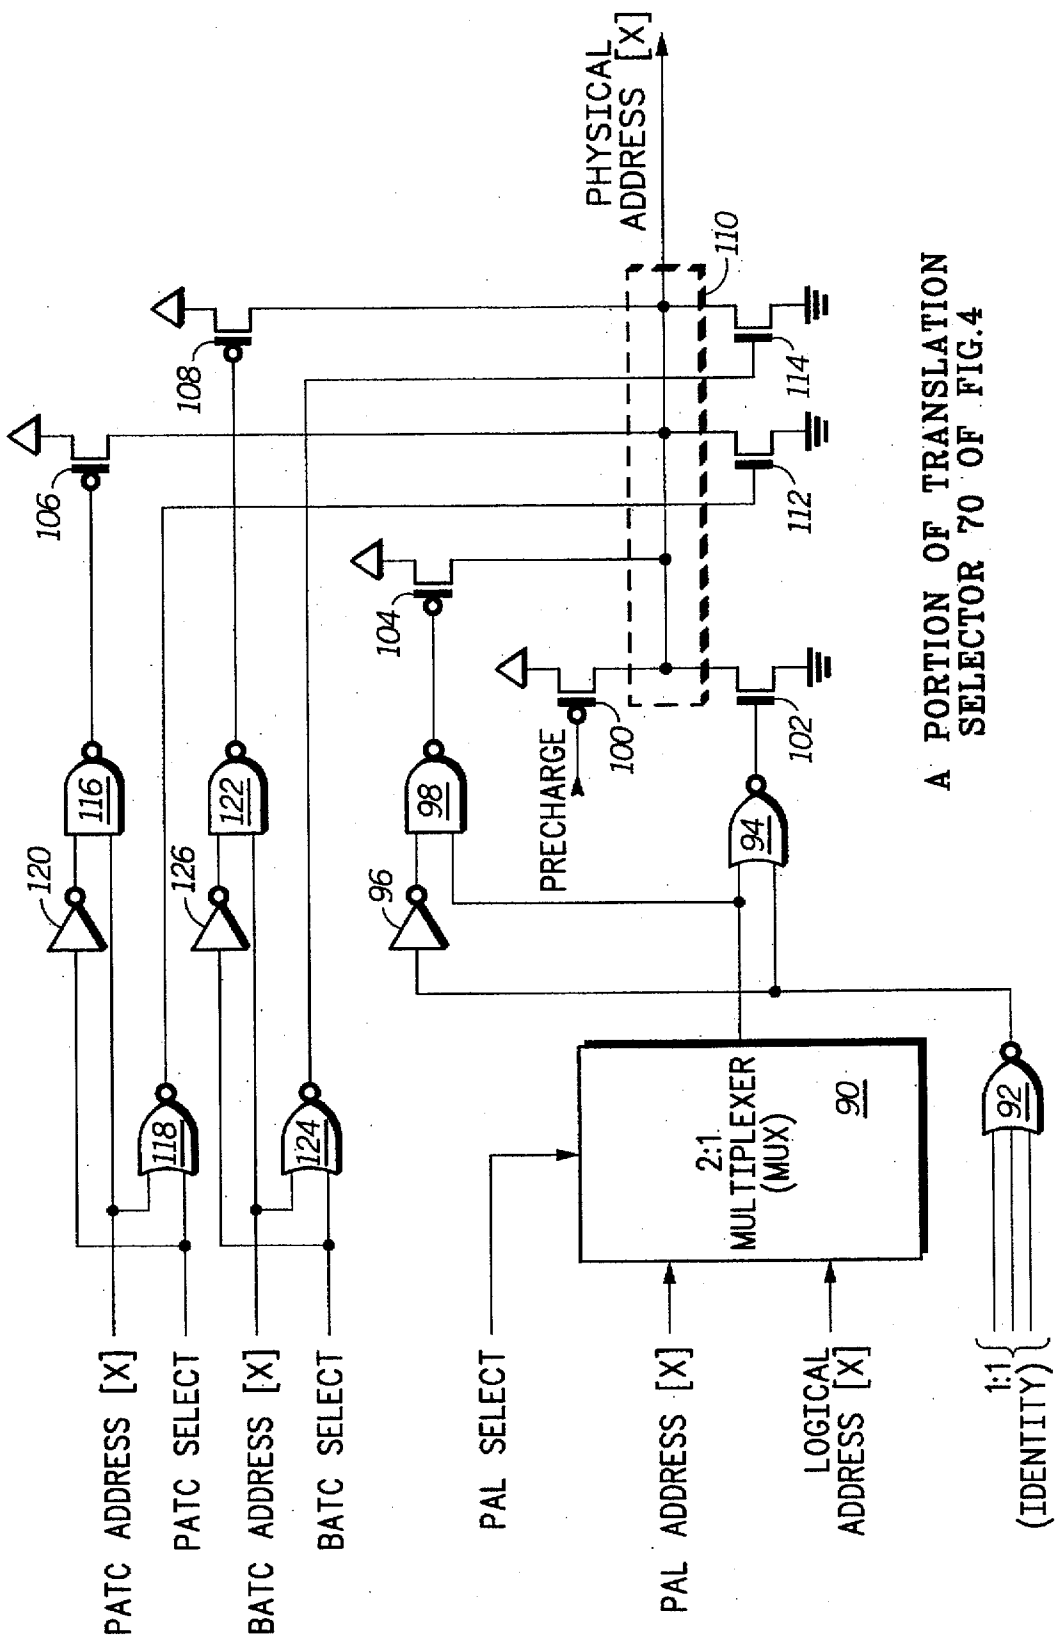 PATC ADDRESS [X]
PATC SELECT
BATC ADDRESS [X]
BATC SELECT
PAL SELECT
PAL ADDRESS [X]
LOGICAL
ADDRESS [X]
1:1
(IDENTITY)
118
120
116
106
124
126
122
108
2:1
MULTIPLEXER
(MUX)
90
92
96
98
104
94
PRECHARGE
100
102
112
114
110
PHYSICAL
ADDRESS [X]
A PORTION OF TRANSLATION
SELECTOR 70 OF FIG.4